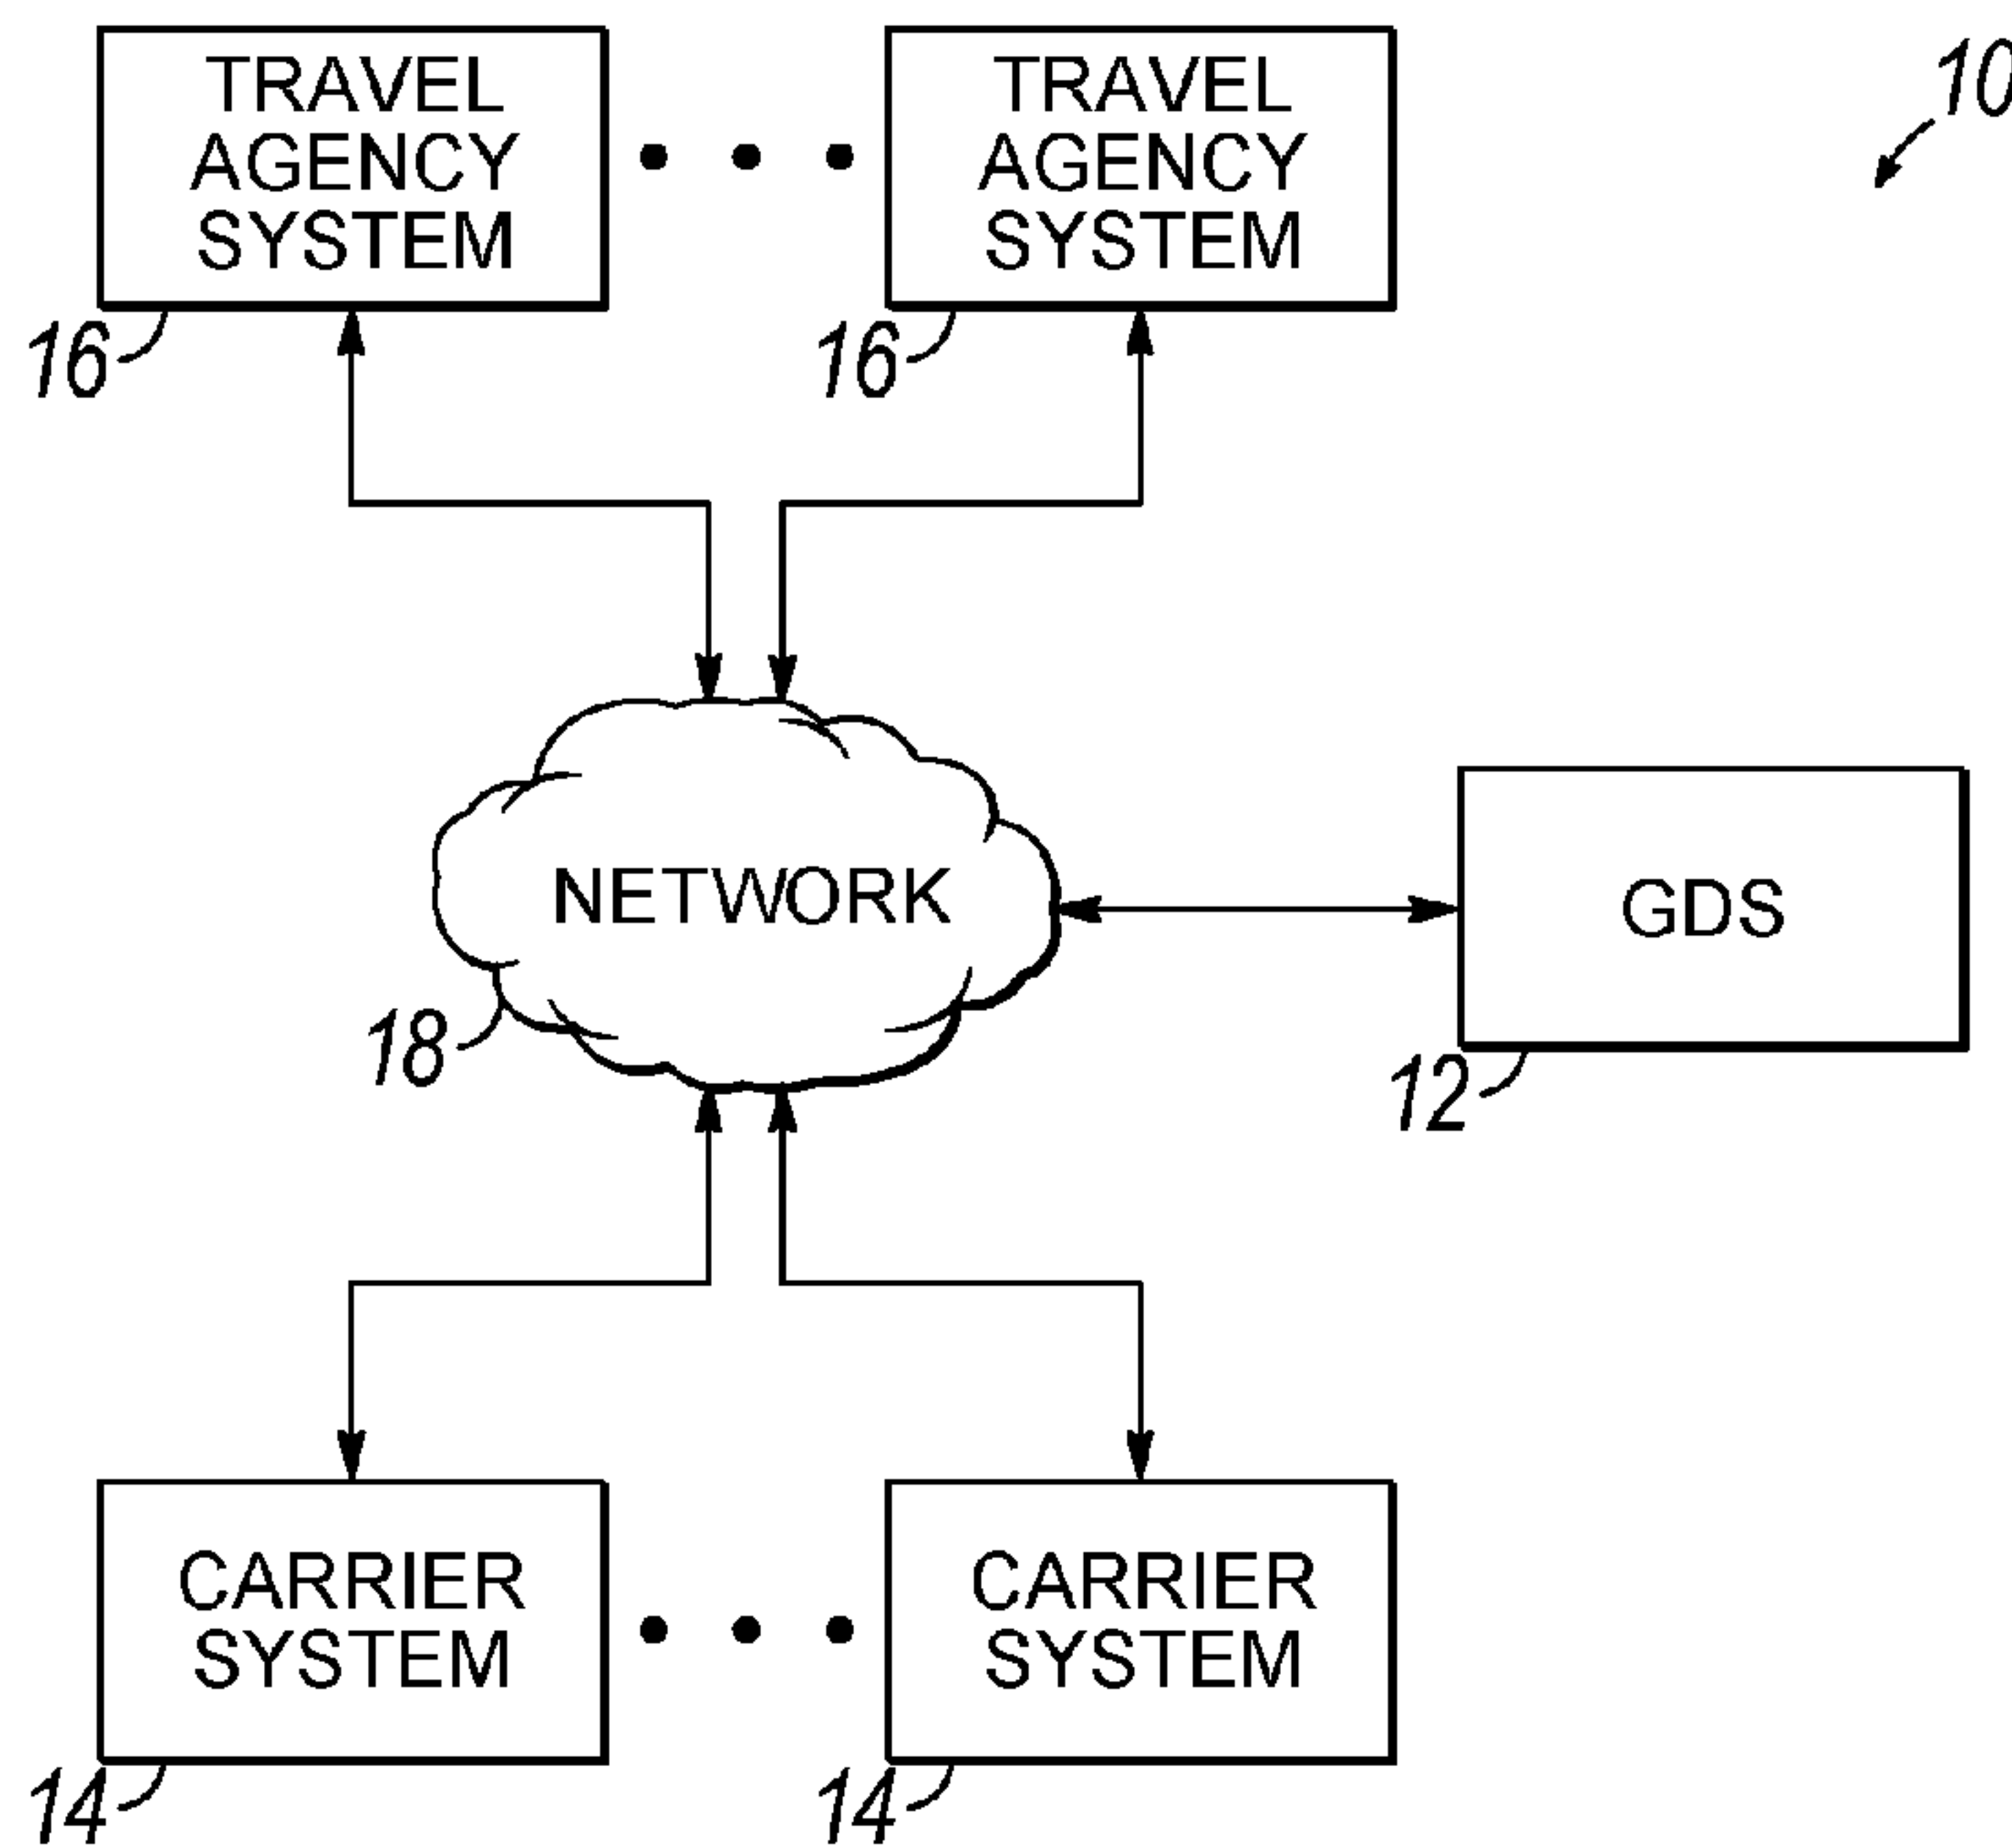 TRAVEL
AGENCY
SYSTEM
TRAVEL
AGENCY
SYSTEM
10
16
16
NETWORK
GDS
18
12
CARRIER
SYSTEM
CARRIER
SYSTEM
14
14